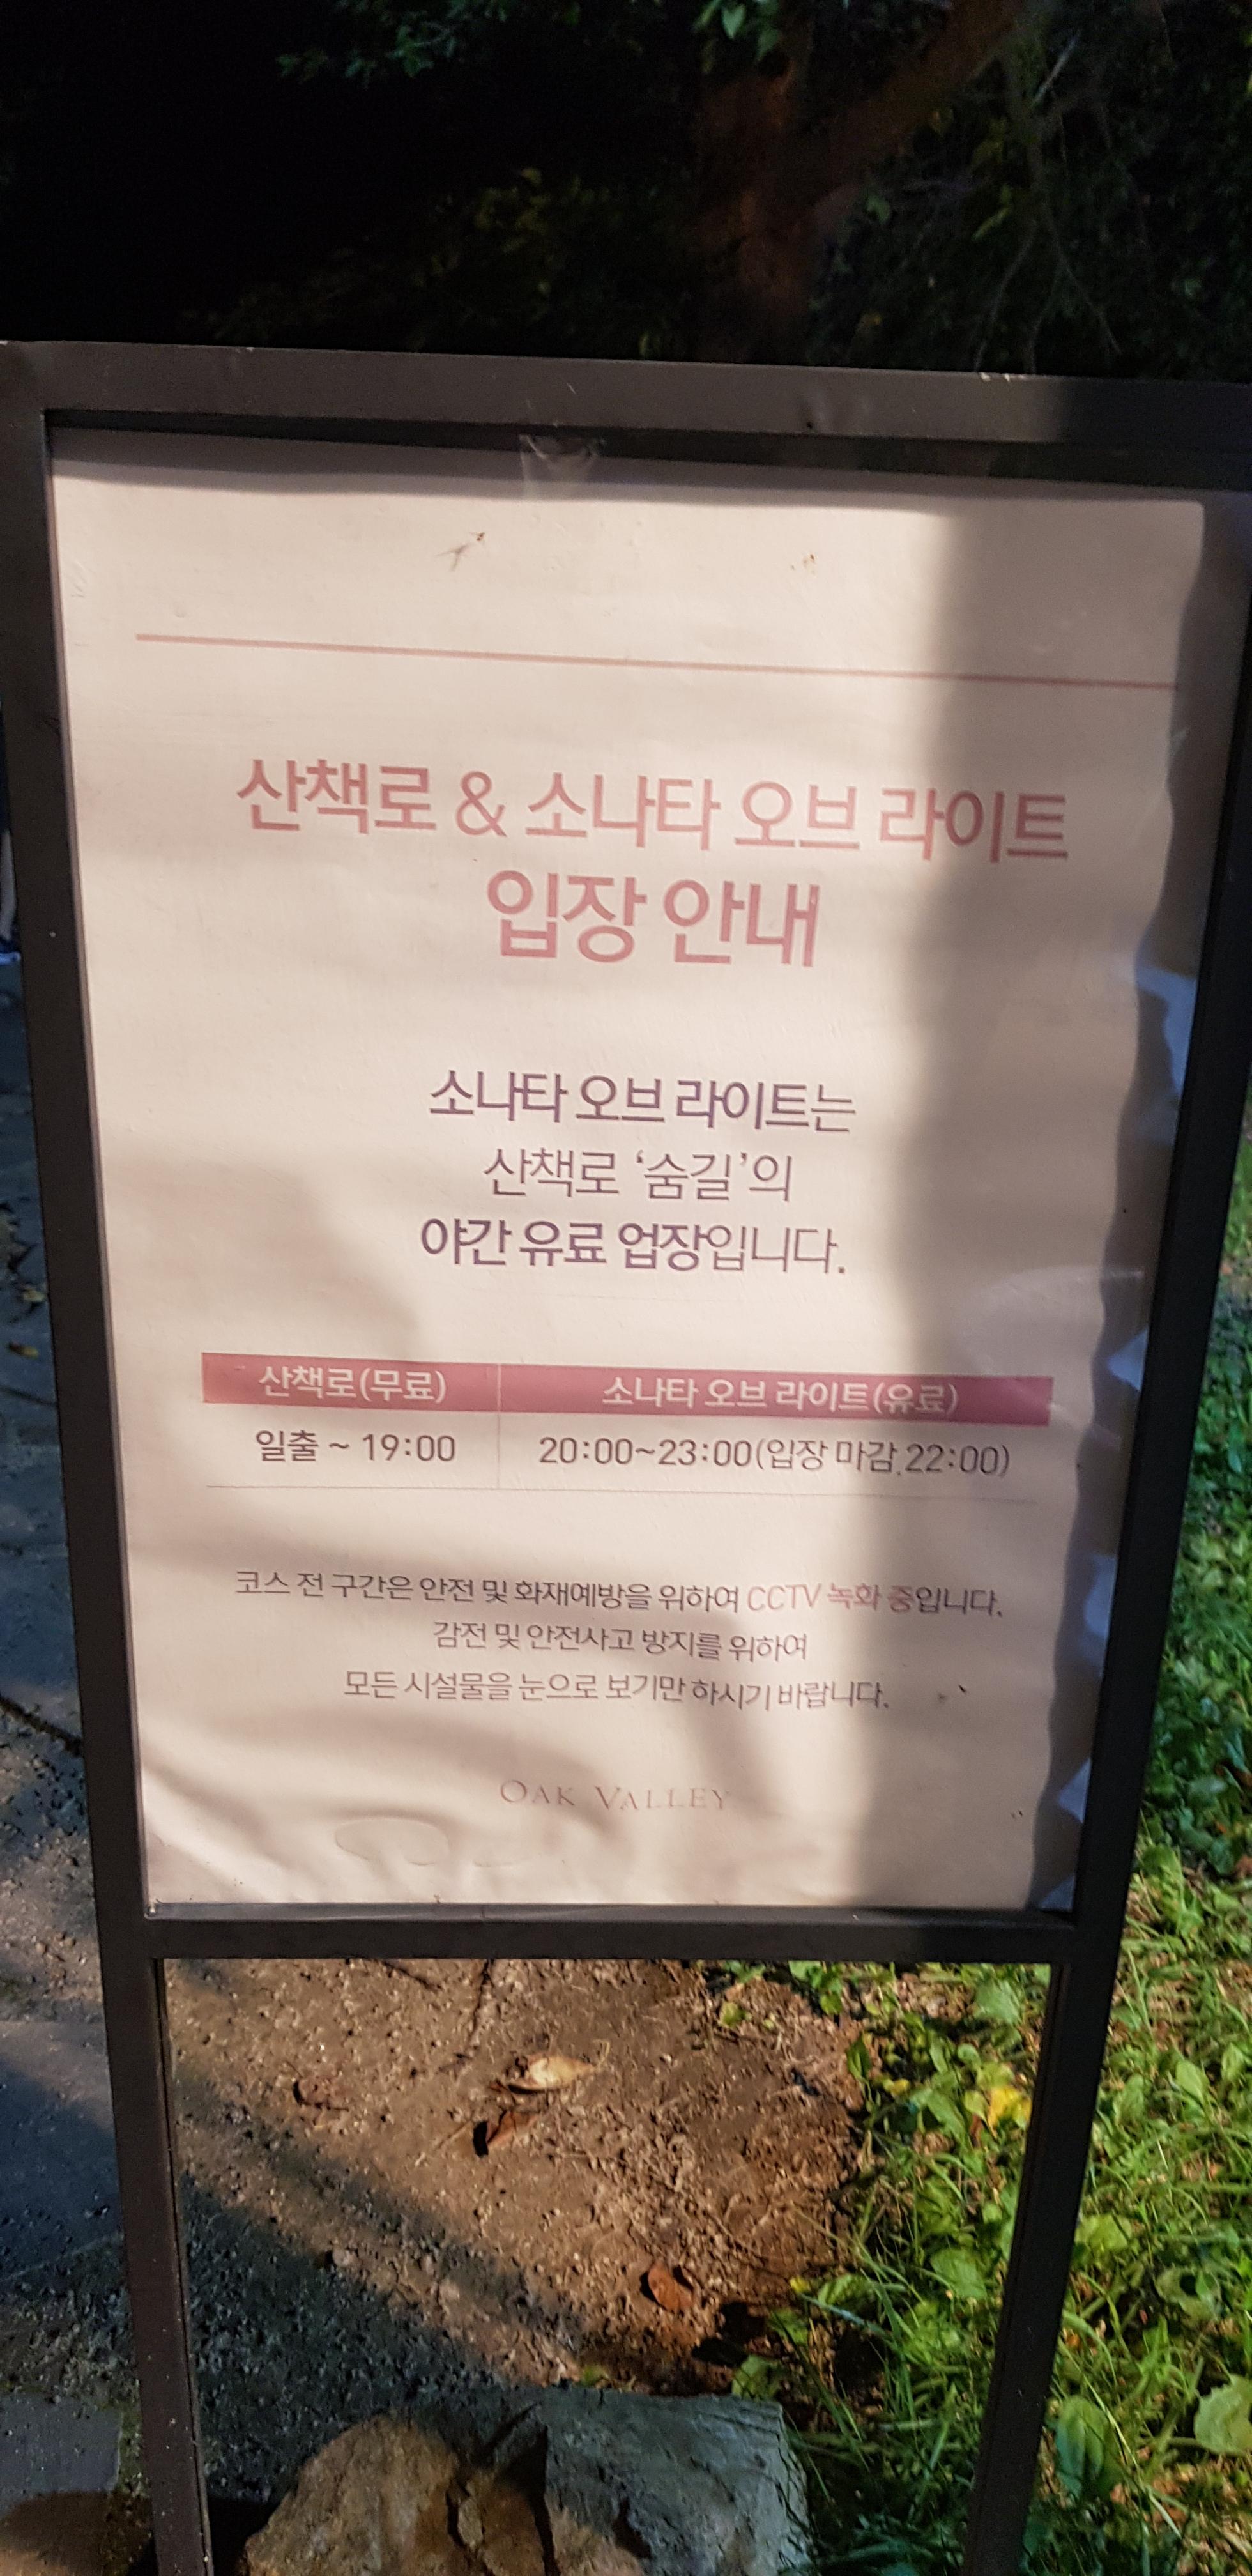 산책로 & 소나타 오브 라이트
입장 안내
소나타 오브 라이트는
산책로 ‘숨길’의
야간 유료 업장입니다.
산책로(무료) 소나타 오브 라이트(유료)
일출 ~ 19:00 20:00~23:00(입장 마감.22:00)
코스 전 구간은 안전 및 화재예방을 위하여 CCTV 녹화 중입니다.
감전 및 안전사고 방지를 위하여
모든 시설물을 눈으로 보기만 하시기 바랍니다.
OAK VALLEY